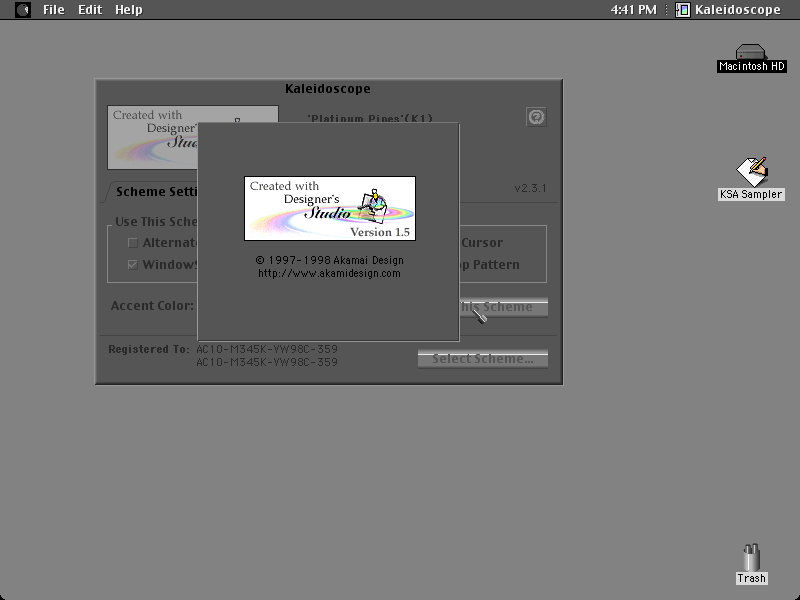 File Edit Help 4:41 PM Kaleidoscope
Macintosh HD
Kaleidoscope
Created with
Designer's
'Platinum Pines'(K1)
KSA Sampler
Scheme Setti
v2.3.1
Created with
Designer's
Studio
Version 1.5
Use This Sche
Alternat
Cursor
Window
Pattern
© 1997-1998 Akamai Design
http://www.akamidesign.com
Accent Color:
his Scheme
Registered To: AC10-M345K-YW98C-359
AC10-M345K-YW98C-359
Select Scheme...
Trash